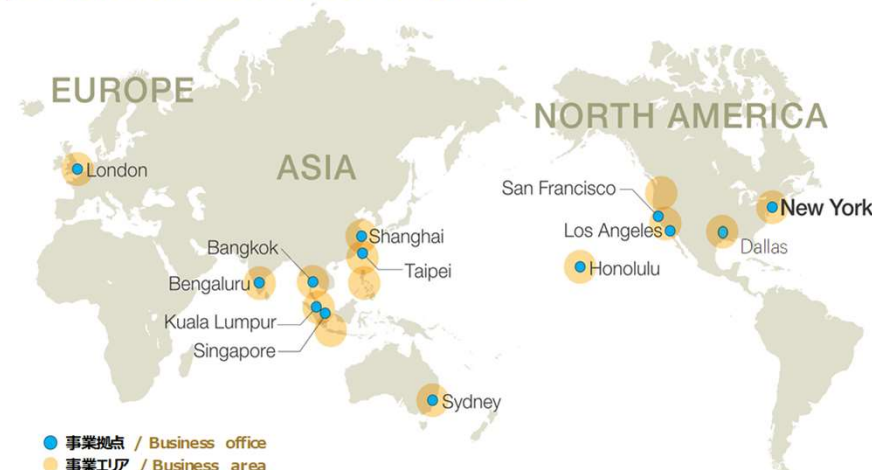 EUROPE
NORTH AMERICA
ASIA
London
San Francisco
New York
Shanghai
Los Angeles
Bangkok
Dallas
Taipei
Honolulu
Bengaluru
Kuala Lumpur
Singapore
Sydney
事業拠点 / Business office
事業エリア / Business area